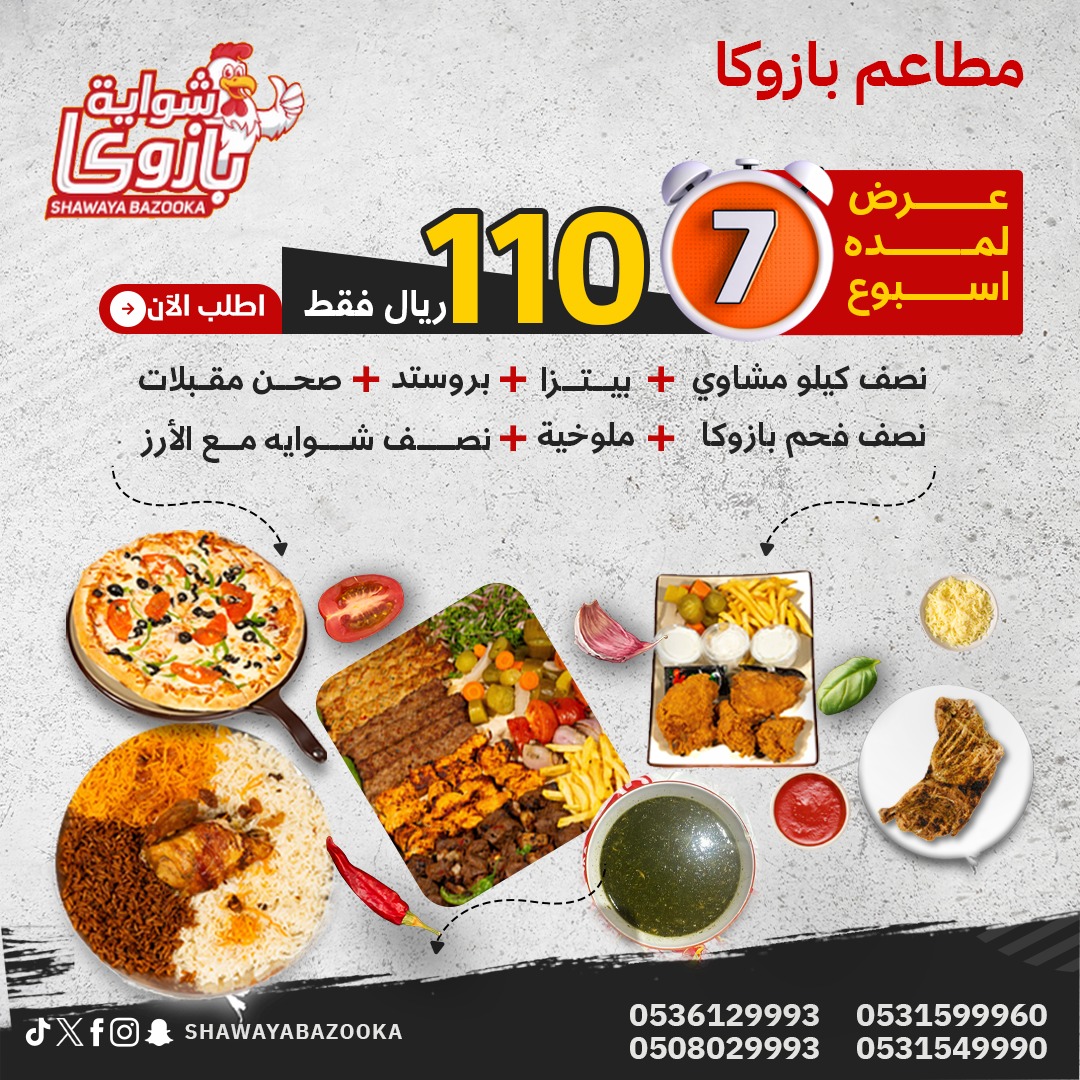 مطاعم بازوكا
شواية
بازوكا
SHAWAYA BAZOOKA
عرض
لمده
اسبوع
7
110 ريال فقط
اطلب الآن
نصف كيلو مشاوي + بيتزا + بروستد + صحن مقبلات
نصف فحم بازوكا + ملوخية + نصف شوايه مع الأرز
SHAWAYABAZOOKA
0536129993 0531599960
0508029993 0531549990